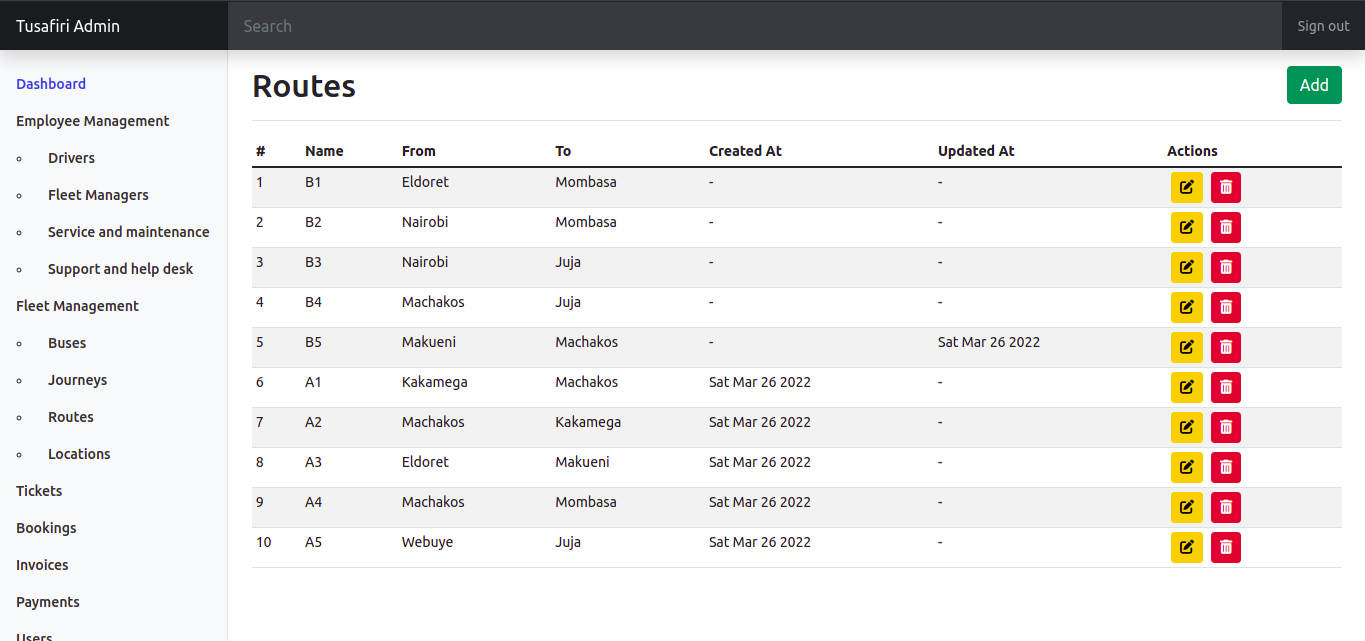 Tusafiri Admin Search Sign out
Dashboard
Employee Management
Drivers
Fleet Managers
Service and maintenance
Support and help desk
Fleet Management
Buses
Journeys
Routes
Locations
Tickets
Bookings
Invoices
Payments
Users
Routes Add
# Name From To Created At Updated At Actions
1 B1 Eldoret Mombasa - -
2 B2 Nairobi Mombasa - -
3 B3 Nairobi Juja - -
4 B4 Machakos Juja - -
5 B5 Makueni Machakos - Sat Mar 26 2022
6 A1 Kakamega Machakos Sat Mar 26 2022 -
7 A2 Machakos Kakamega Sat Mar 26 2022 -
8 A3 Eldoret Makueni Sat Mar 26 2022 -
9 A4 Machakos Mombasa Sat Mar 26 2022 -
10 A5 Webuye Juja Sat Mar 26 2022 -